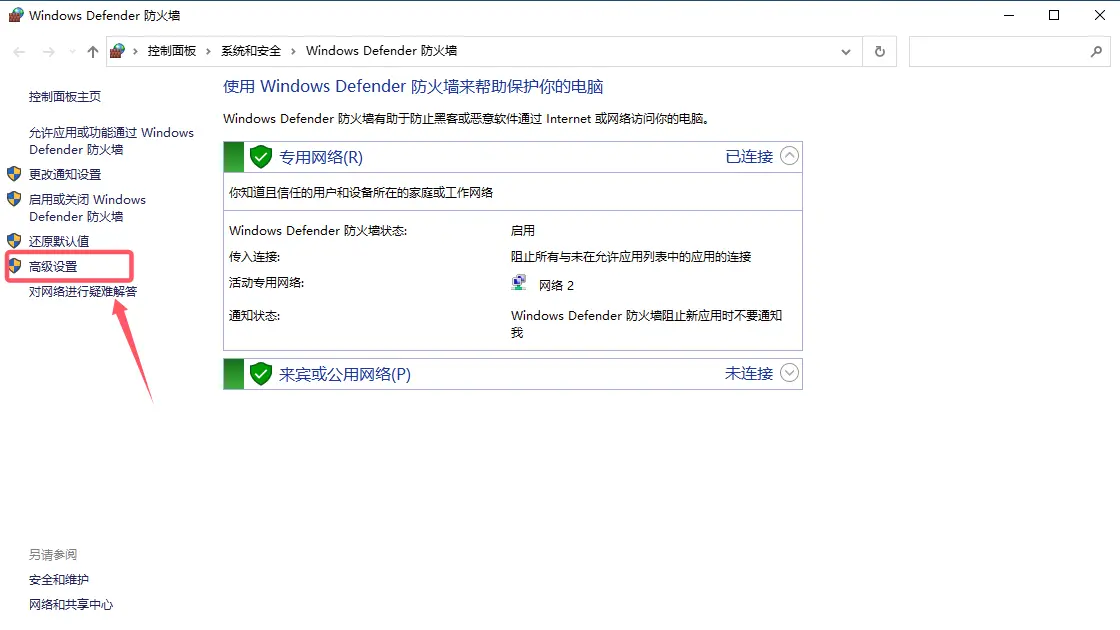 Windows Defender 防火墙
控制面板 › 系统和安全 › Windows Defender 防火墙
控制面板主页
允许应用或功能通过 Windows
Defender 防火墙
更改通知设置
启用或关闭 Windows
Defender 防火墙
还原默认值
高级设置
对网络进行疑难解答
使用 Windows Defender 防火墙来帮助保护你的电脑
Windows Defender 防火墙有助于防止黑客或恶意软件通过 Internet 或网络访问你的电脑。
专用网络(R) 已连接
你知道且信任的用户和设备所在的家庭或工作网络
Windows Defender 防火墙状态: 启用
传入连接: 阻止所有与未在允许应用列表中的应用的连接
活动专用网络: 网络 2
通知状态: Windows Defender 防火墙阻止新应用时不要通知
我
来宾或公用网络(P) 未连接
另请参阅
安全和维护
网络和共享中心